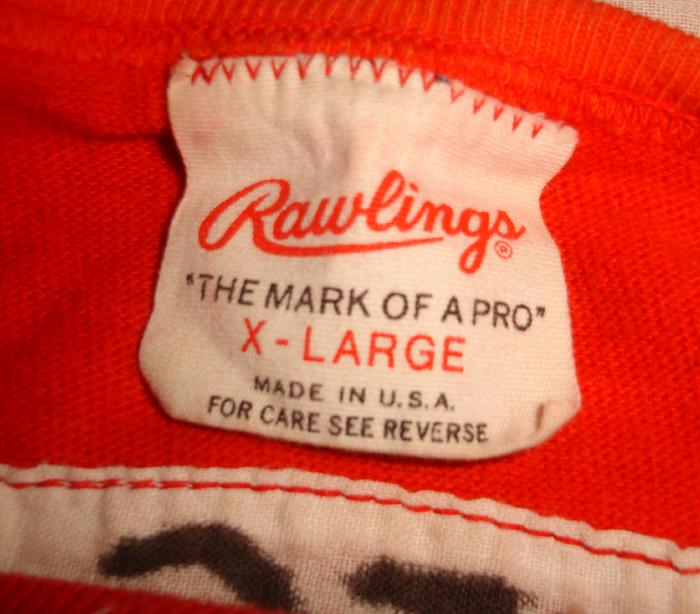 Rawlings®
"THE MARK OF A PRO"
X-LARGE
MADE IN U.S.A.
FOR CARE SEE REVERSE